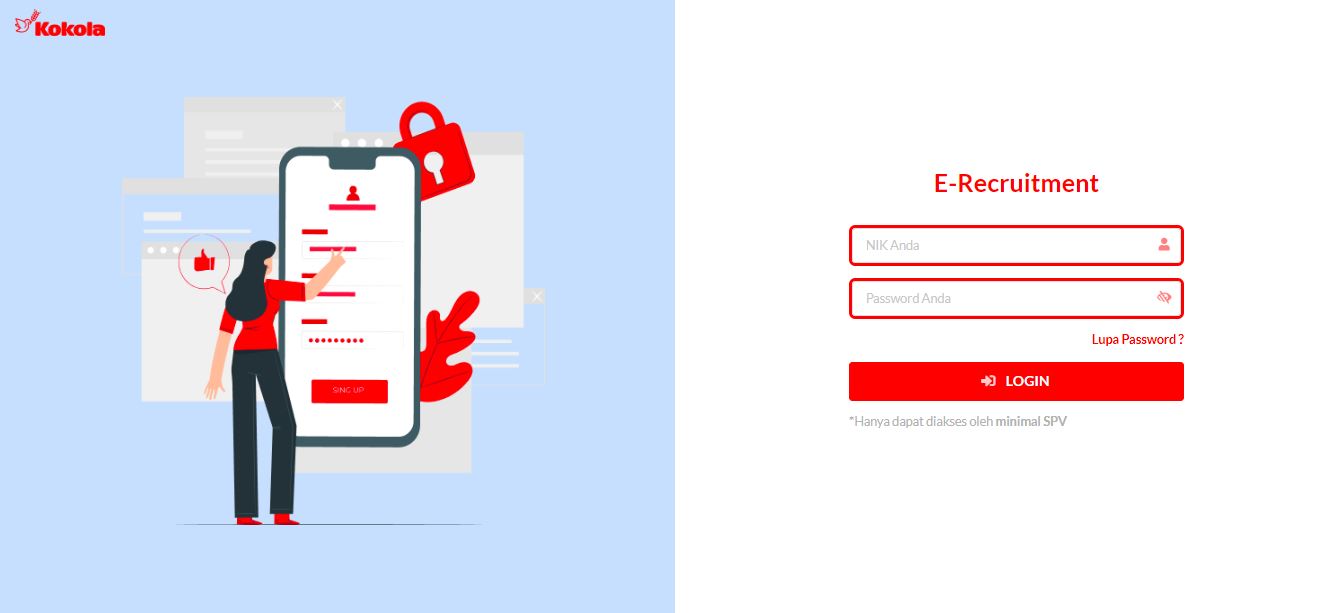 Kokola
SING UP
E-Recruitment
NIK Anda
Password Anda
Lupa Password ?
LOGIN
*Hanya dapat diakses oleh minimal SPV